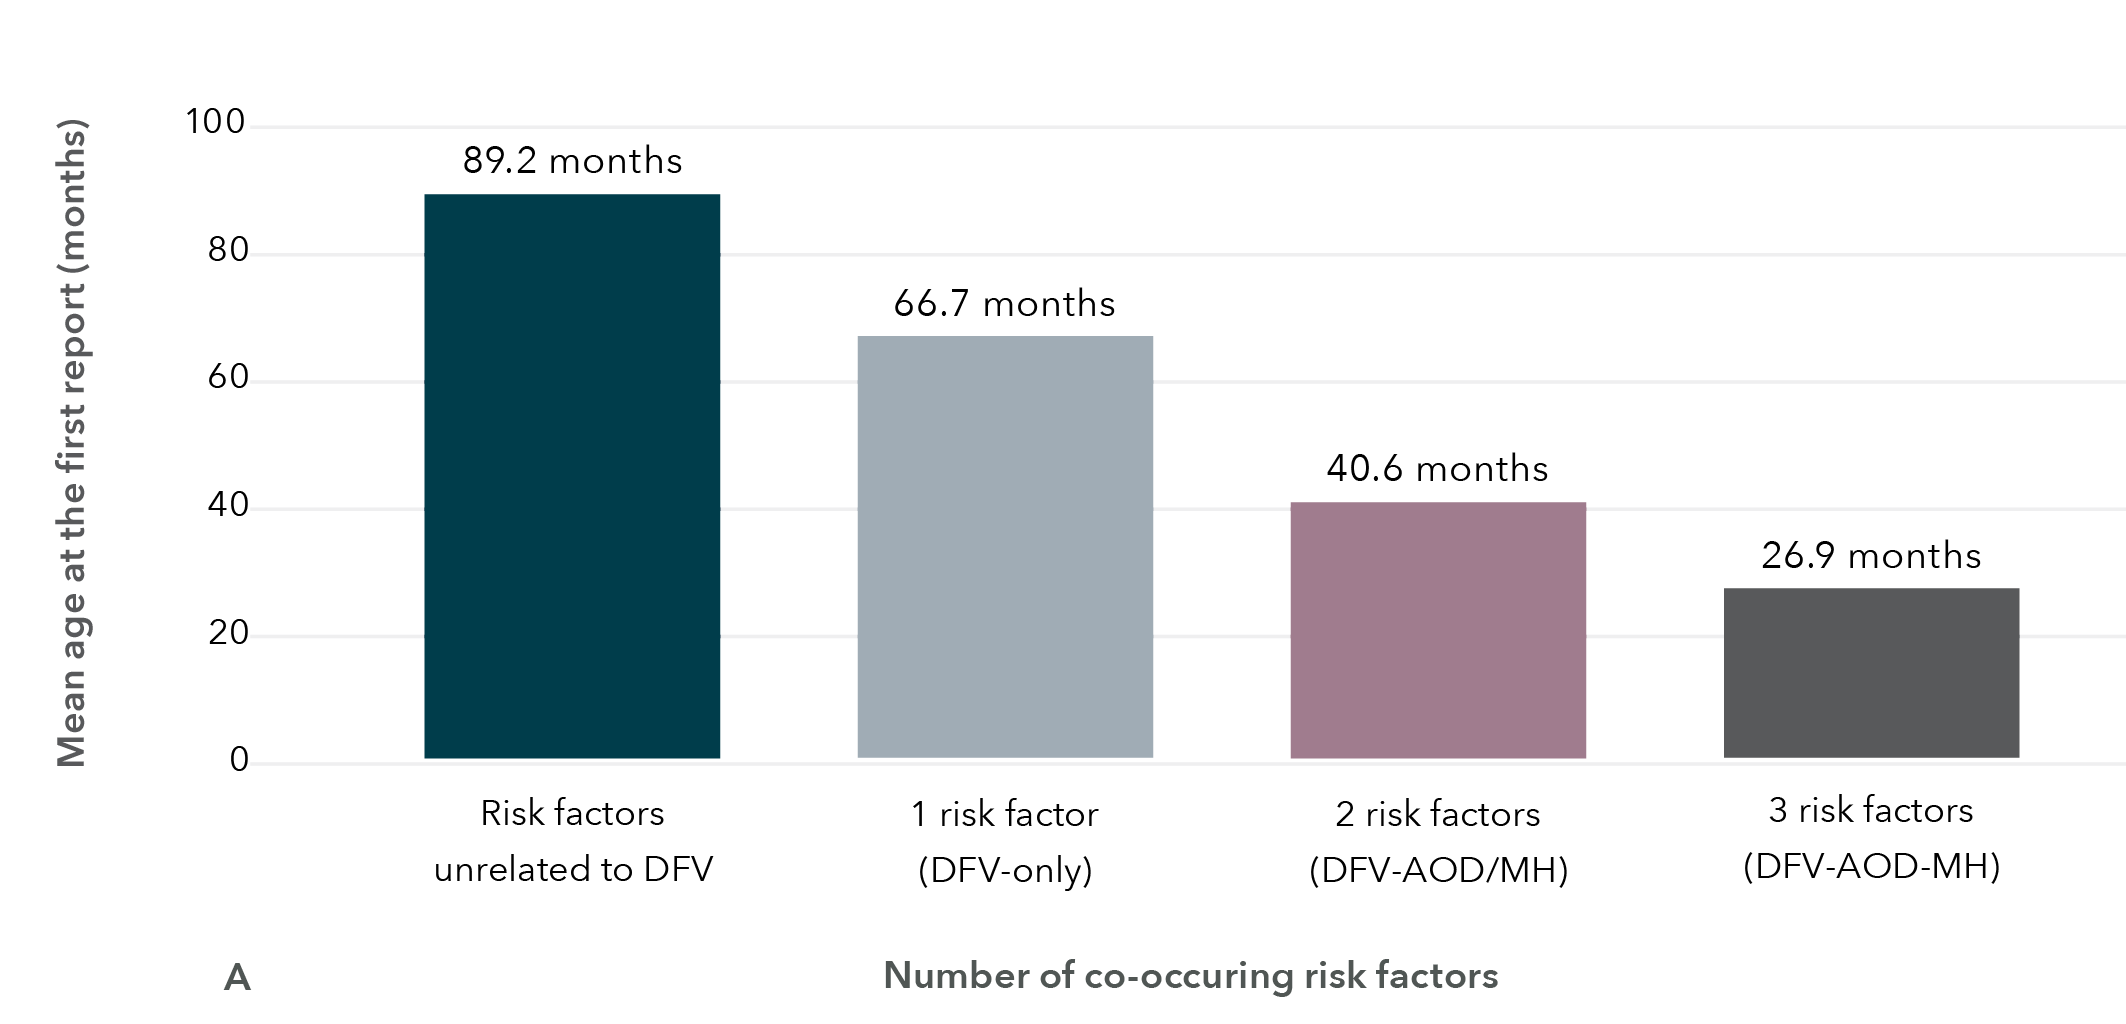 Mean age at the first report (months)
100
80
60
40
20
0
89.2 months
66.7 months
40.6 months
26.9 months
Risk factors
unrelated to DFV
1 risk factor
(DFV-only)
2 risk factors
(DFV-AOD/MH)
3 risk factors
(DFV-AOD-MH)
A
Number of co-occuring risk factors